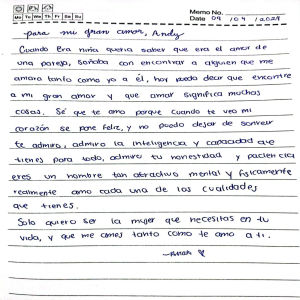 Memo No.
Mo Tu We Th Fr Sa Su
Date 09 / 04 / 2024
para mi gran amor, Andy
Cuando Era niña quería saber que era el amor de
una pareja, soñaba con encontrar a alguien que me
amara tanto como yo a él, hoy puedo decir que encontre
a mi gran amor y que amar significa muchas
cosas. Sé que te amo porque cuando te veo mi
corazón se pone feliz, y no puedo dejar de sonreir
te admiro, admiro la inteligencia y capacidad que
tienes para todo, admiro tu honestidad y paciencia
eres un hombre tan atractivo mental y fisicamente
realmente amo cada una de las cualidades
que tienes.
Solo quiero ser la mujer que necesitas en tu
vida, y que me ames tanto como te amo a ti.